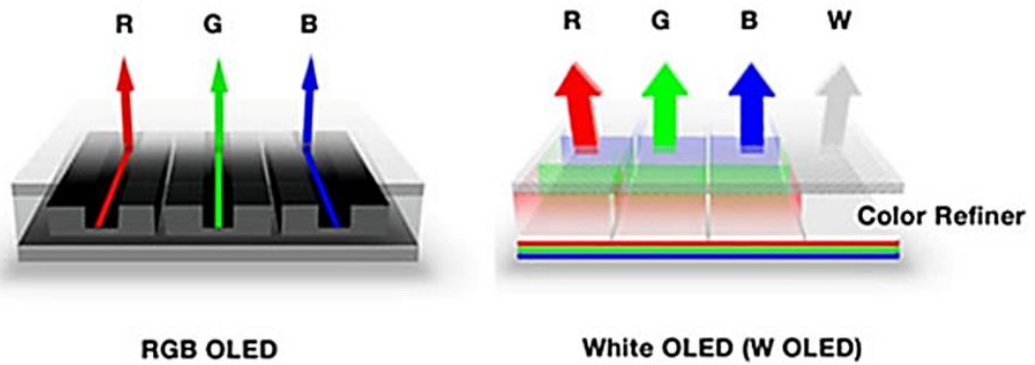 R G B
R G B W
Color Refiner
RGB OLED
White OLED (W OLED)